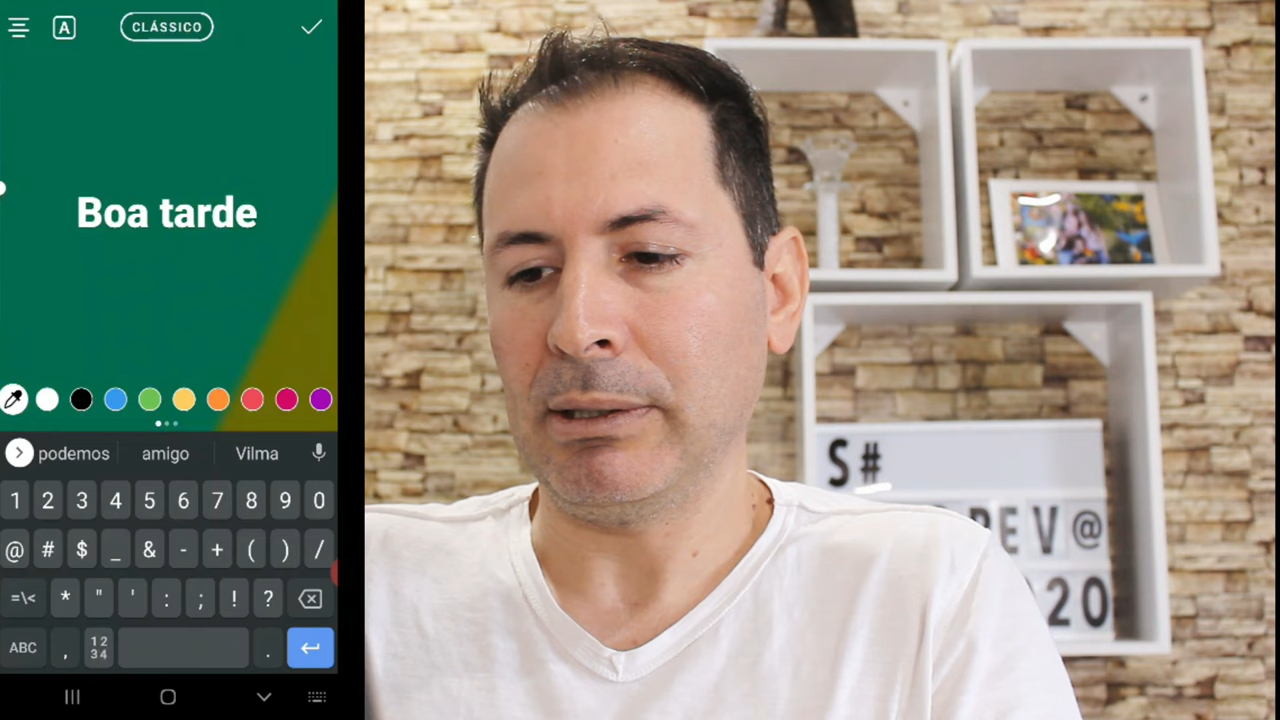 A CLÁSSICO
Boa tarde
podemos amigo Vilma
1 2 3 4 5 6 7 8 9 0
@ # $ _ & - + ( ) /
=\< * " ' : ; ! ?
ABC , 12 34 .
S#
EV@
20